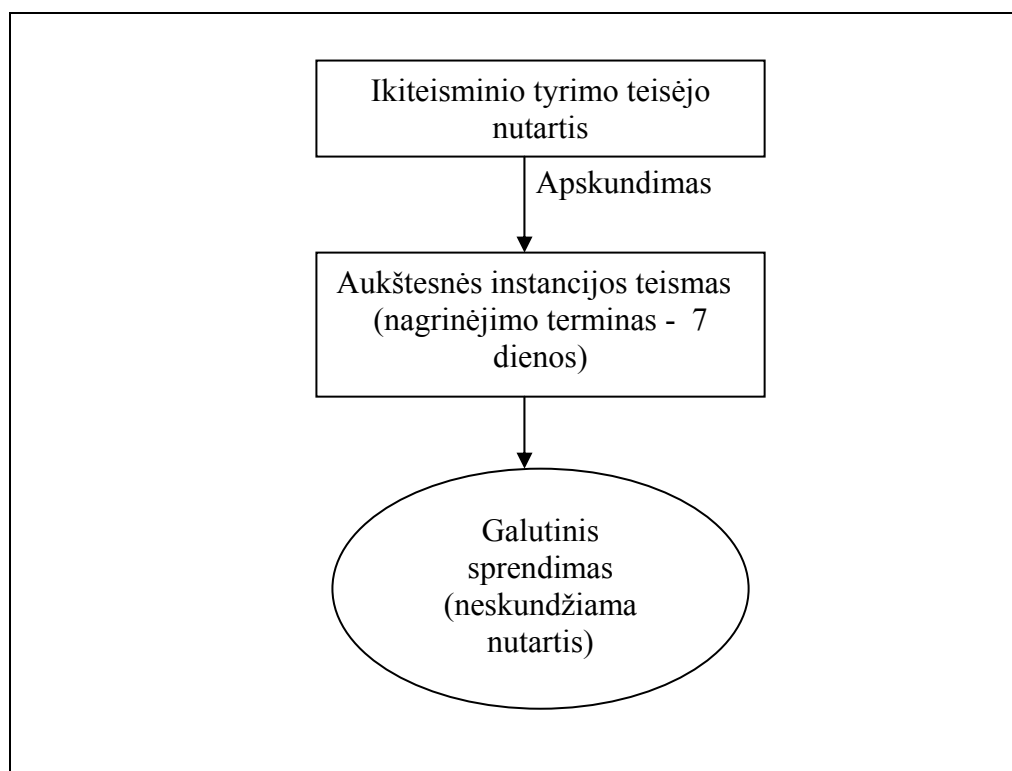 Ikiteisminio tyrimo teisėjo
nutartis
Apskundimas
Aukštesnės instancijos teismas
(nagrinėjimo terminas - 7
dienos)
Galutinis
sprendimas
(neskundžiama
nutartis)